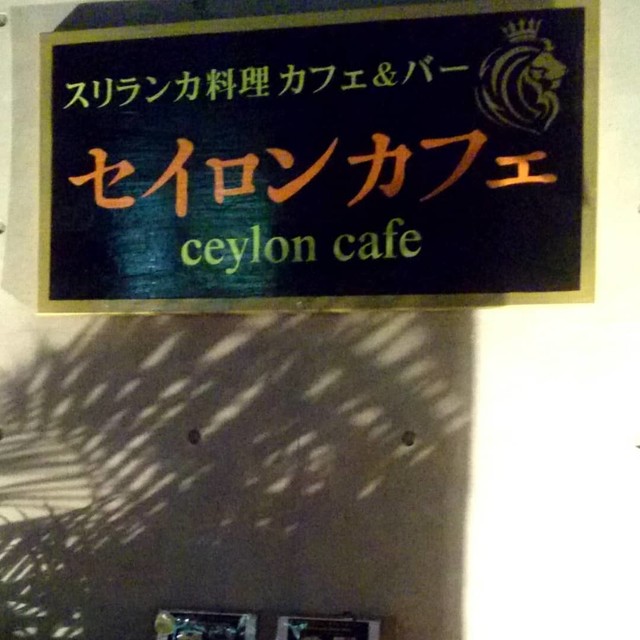 スリランカ料理 カフェ&バー
セイロンカフェ
ceylon cafe